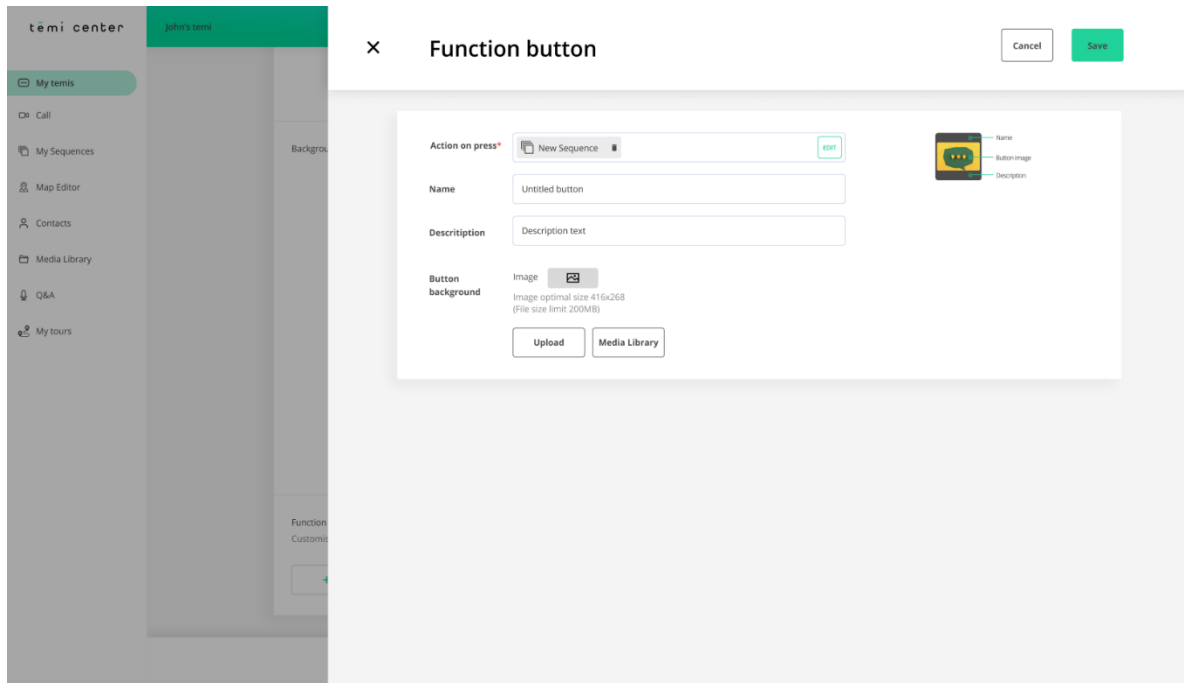 temi center
John's temi
My temis
Call
My Sequences
Map Editor
Contacts
Media Library
Q&A
My tours
Backgrou
Function
Customis
+
Function button
Cancel
Save
Action on press*
New Sequence
EDIT
Name
Untitled button
Descritiption
Description text
Button
background
Image
Image optimal size 416x268
(File size limit 200MB)
Upload
Media Library
Name
Button image
Description